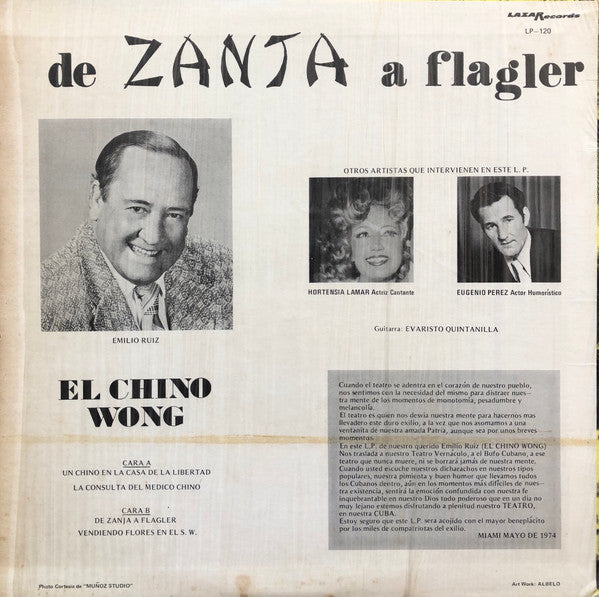 LAZARecords
LP-120
de ZANJA a flagler
OTROS ARTISTAS QUE INTERVIENEN EN ESTE L. P.
HORTENSIA LAMAR Actriz Cantante
EUGENIO PEREZ Actor Humorístico
EMILIO RUIZ
Guitarra: EVARISTO QUINTANILLA
EL CHINO
WONG
CARA A
UN CHINO EN LA CASA DE LA LIBERTAD
LA CONSULTA DEL MEDICO CHINO
CARA B
DE ZANJA A FLAGLER
VENDIENDO FLORES EN EL S. W.
Cuando el teatro se adentra en el corazón de nuestro pueblo,
nos sentimos con la necesidad del mismo para distraer nues-
tra mente de los momentos de monotomía, pesadumbre y
melancolía.
El teatro es quien nos desvia nuestra mente para hacernos mas
llevadero este duro exilio, a la vez que nos asomamos a una
ventanita de nuestra amada Patría, aunque sea por unos breves
momentos.
En este L.P. de nuestro querido Emilio Ruiz (EL CHINO WONG)
Nos traslada a nuestro Teatro Vernáculo, a el Bufo Cubano, a ese
teatro que nunca muere, ni se borrará jamás de nuestra mente.
Cuando usted escuche nuestros dicharachos en nuestros tipos
populares, nuestra pimienta y buen humor que llevamos todos
los Cubanos dentro, aún en los momentos más difíciles de nues-
tra existencia, sentirá la emoción confundida con nuestra fe
inquebrantable en nuestro Dios todo poderoso que en un dia no
muy lejano estemos disfrutando a plenitud nuestro TEATRO,
en nuestra CUBA.
Estoy seguro que este L.P. sera acojido con el mayor beneplácito
por los miles de compatriotas del exilio.
MIAMI MAYO DE 1974
Photo Cortesia de "MUÑOZ STUDIO"
Art Work: ALBELO